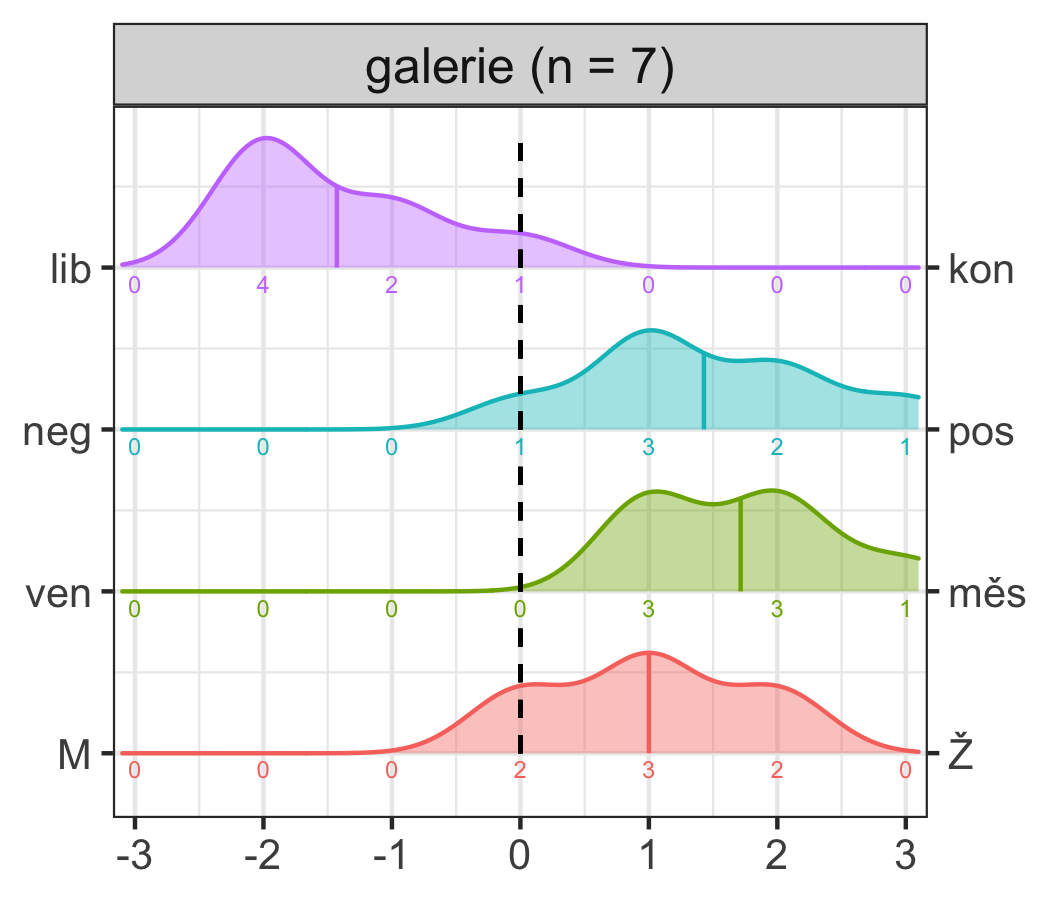 galerie (n = 7)
lib kon
0 4 2 1 0 0 0
neg pos
0 0 0 1 3 2 1
ven měs
0 0 0 0 3 3 1
M Ž
0 0 0 2 3 2 0
-3 -2 -1 0 1 2 3